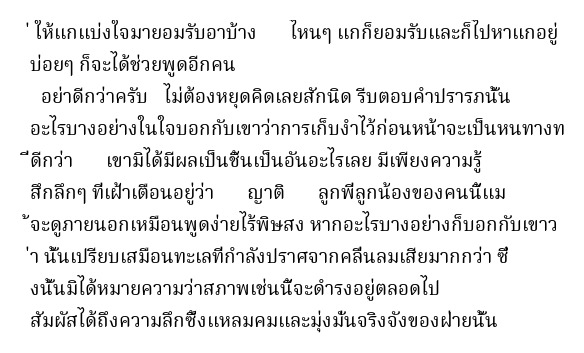 ่ ให้แกแบ่งใจมายอมรับอาบ้าง ไหนๆ แกก็ยอมรับและก็ไปหาแกอยู่
บ่อยๆ ก็จะได้ช่วยพูดอีกคน
อย่าดีกว่าครับ ไม่ต้องหยุดคิดเลยสักนิด รีบตอบคำปรารภนั้น
อะไรบางอย่างในใจบอกกับเขาว่าการเก็บงำไว้ก่อนหน้าจะเป็นหนทางท
ี่ดีกว่า เขามิได้มีผลเป็นชิ้นเป็นอันอะไรเลย มีเพียงความรู้
สึกลึกๆ ที่เฝ้าเตือนอยู่ว่า ญาติ ลูกพี่ลูกน้องของคนนี้แม
้จะดูภายนอกเหมือนพูดง่ายไร้พิษสง หากอะไรบางอย่างก็บอกกับเขาว
่า นั้นเปรียบเสมือนทะเลที่กำลังปราศจากคลื่นลมเสียมากกว่า ซึ่
งนั้นมิได้หมายความว่าสภาพเช่นนี้จะดำรงอยู่ตลอดไป
สัมผัสได้ถึงความลึกซึ้งแหลมคมและมุ่งมั่นจริงจังของฝ่ายนั้น